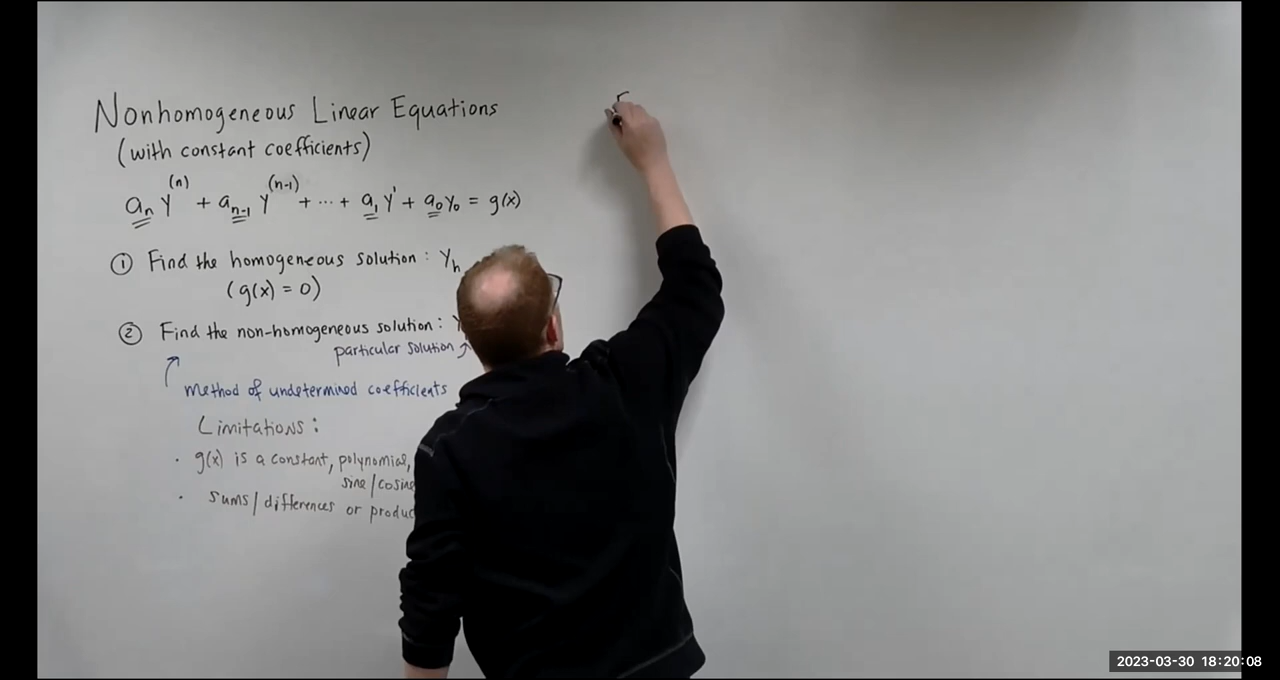 Nonhomogeneous Linear Equations
(with constant coefficients)
aₙ y⁽ⁿ⁾ + aₙ₋₁ y⁽ⁿ⁻¹⁾ + ... + a₁ y' + a₀ y₀ = g(x)
① Find the homogeneous solution: yₕ
(g(x) = 0)
② Find the non-homogeneous solution: y
particular solution
method of undetermined coefficients
Limitations:
· g(x) is a constant, polynomial,
sine/cosine
· sums/differences or
2023-03-30 18:20:08